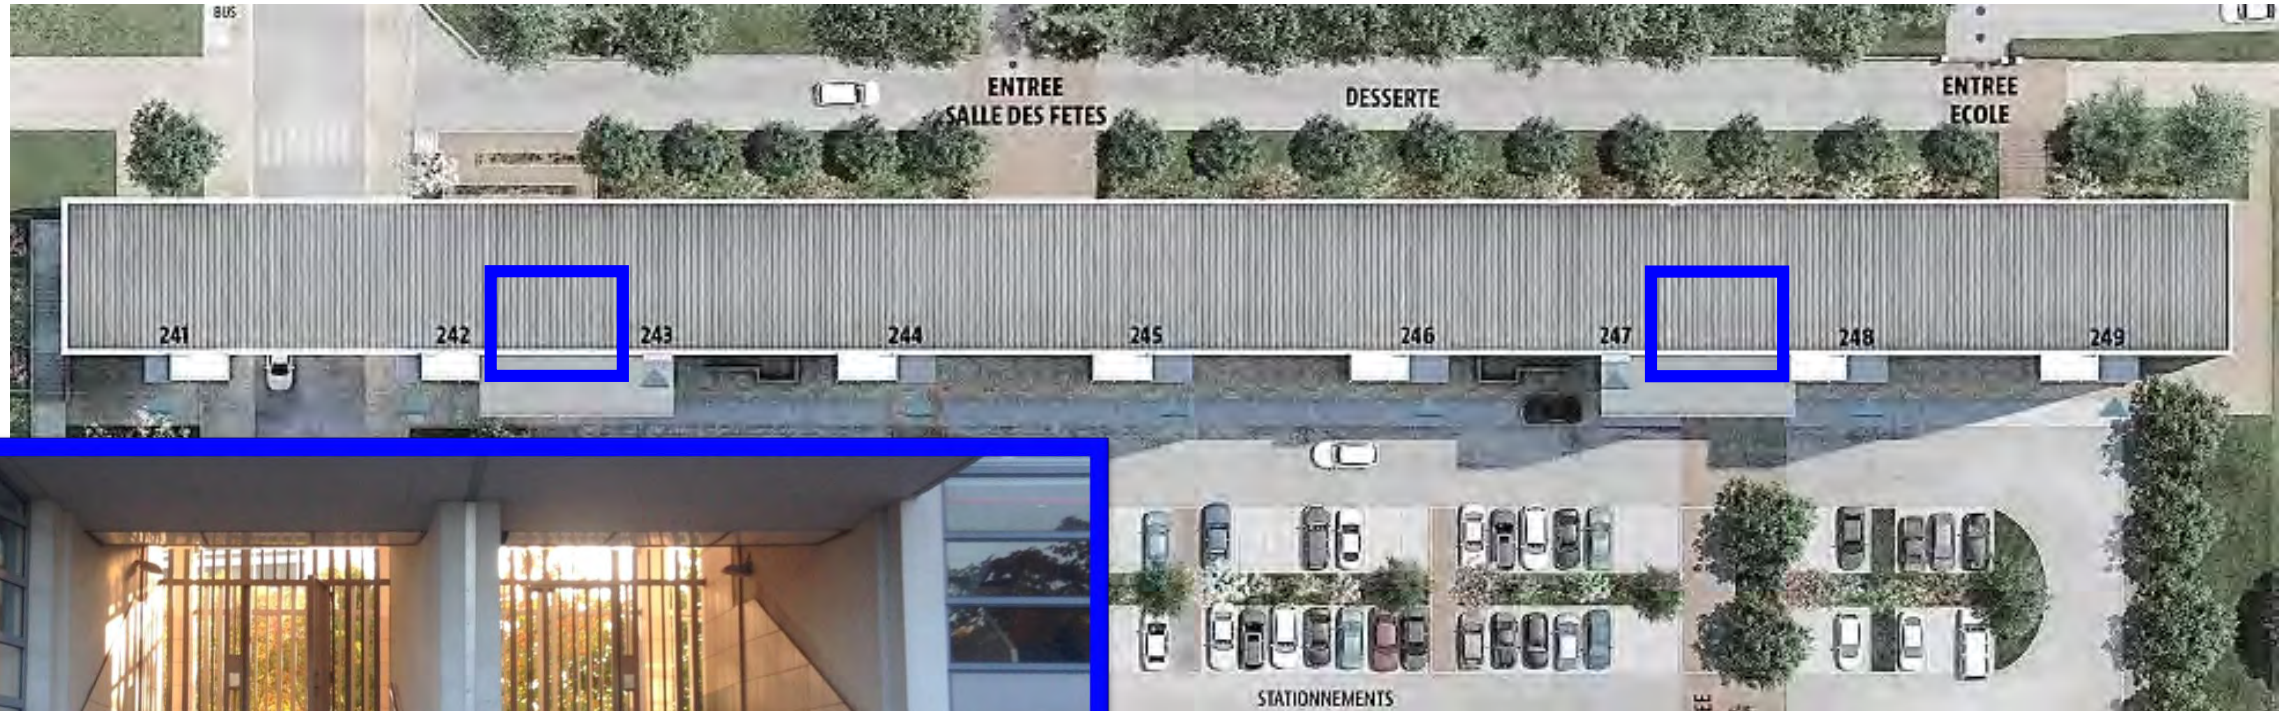 BUS
ENTREE
SALLE DES FETES
DESSERTE
ENTREE
ECOLE
241
242
243
244
245
246
247
248
249
STATIONNEMENTS